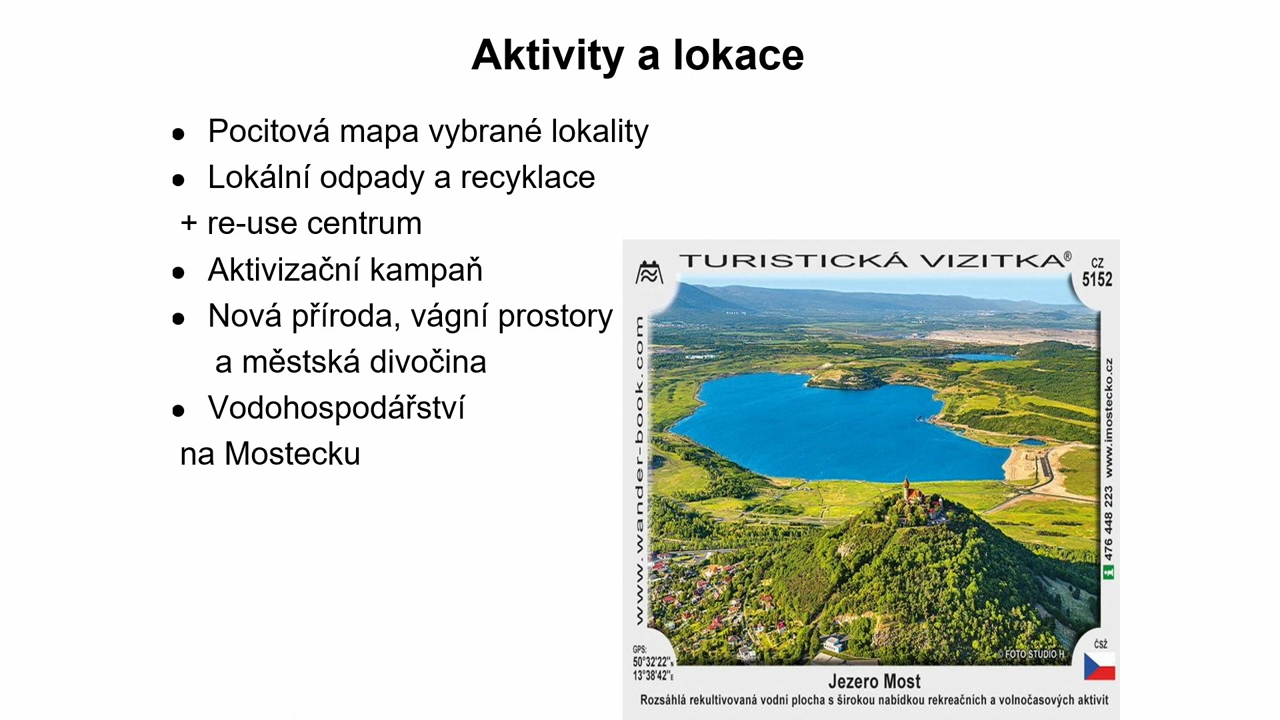 Aktivity a lokace
● Pocitová mapa vybrané lokality
● Lokální odpady a recyklace
+ re-use centrum
● Aktivizační kampaň
● Nová příroda, vágní prostory
a městská divočina
● Vodohospodářství
na Mostecku
TURISTICKÁ VIZITKA®
CZ
5152
www.wander-book.com
www.imostecko.cz
i 476 448 223
© FOTO STUDIO H
GPS:
50°32'22"N
13°38'42"E
ČSŽ
Jezero Most
Rozsáhlá rekultivovaná vodní plocha s širokou nabídkou rekreačních a volnočasových aktivit